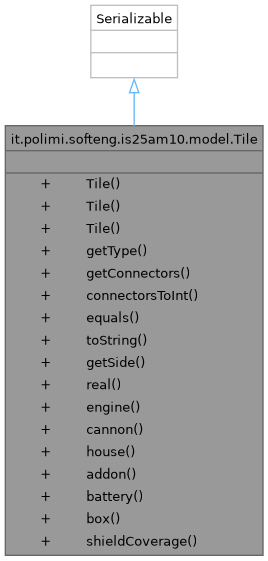 Serializable
it.polimi.softeng.is25am10.model.Tile
+ Tile()
+ Tile()
+ Tile()
+ getType()
+ getConnectors()
+ connectorsToInt()
+ equals()
+ toString()
+ getSide()
+ real()
+ engine()
+ cannon()
+ house()
+ addon()
+ battery()
+ box()
+ shieldCoverage()